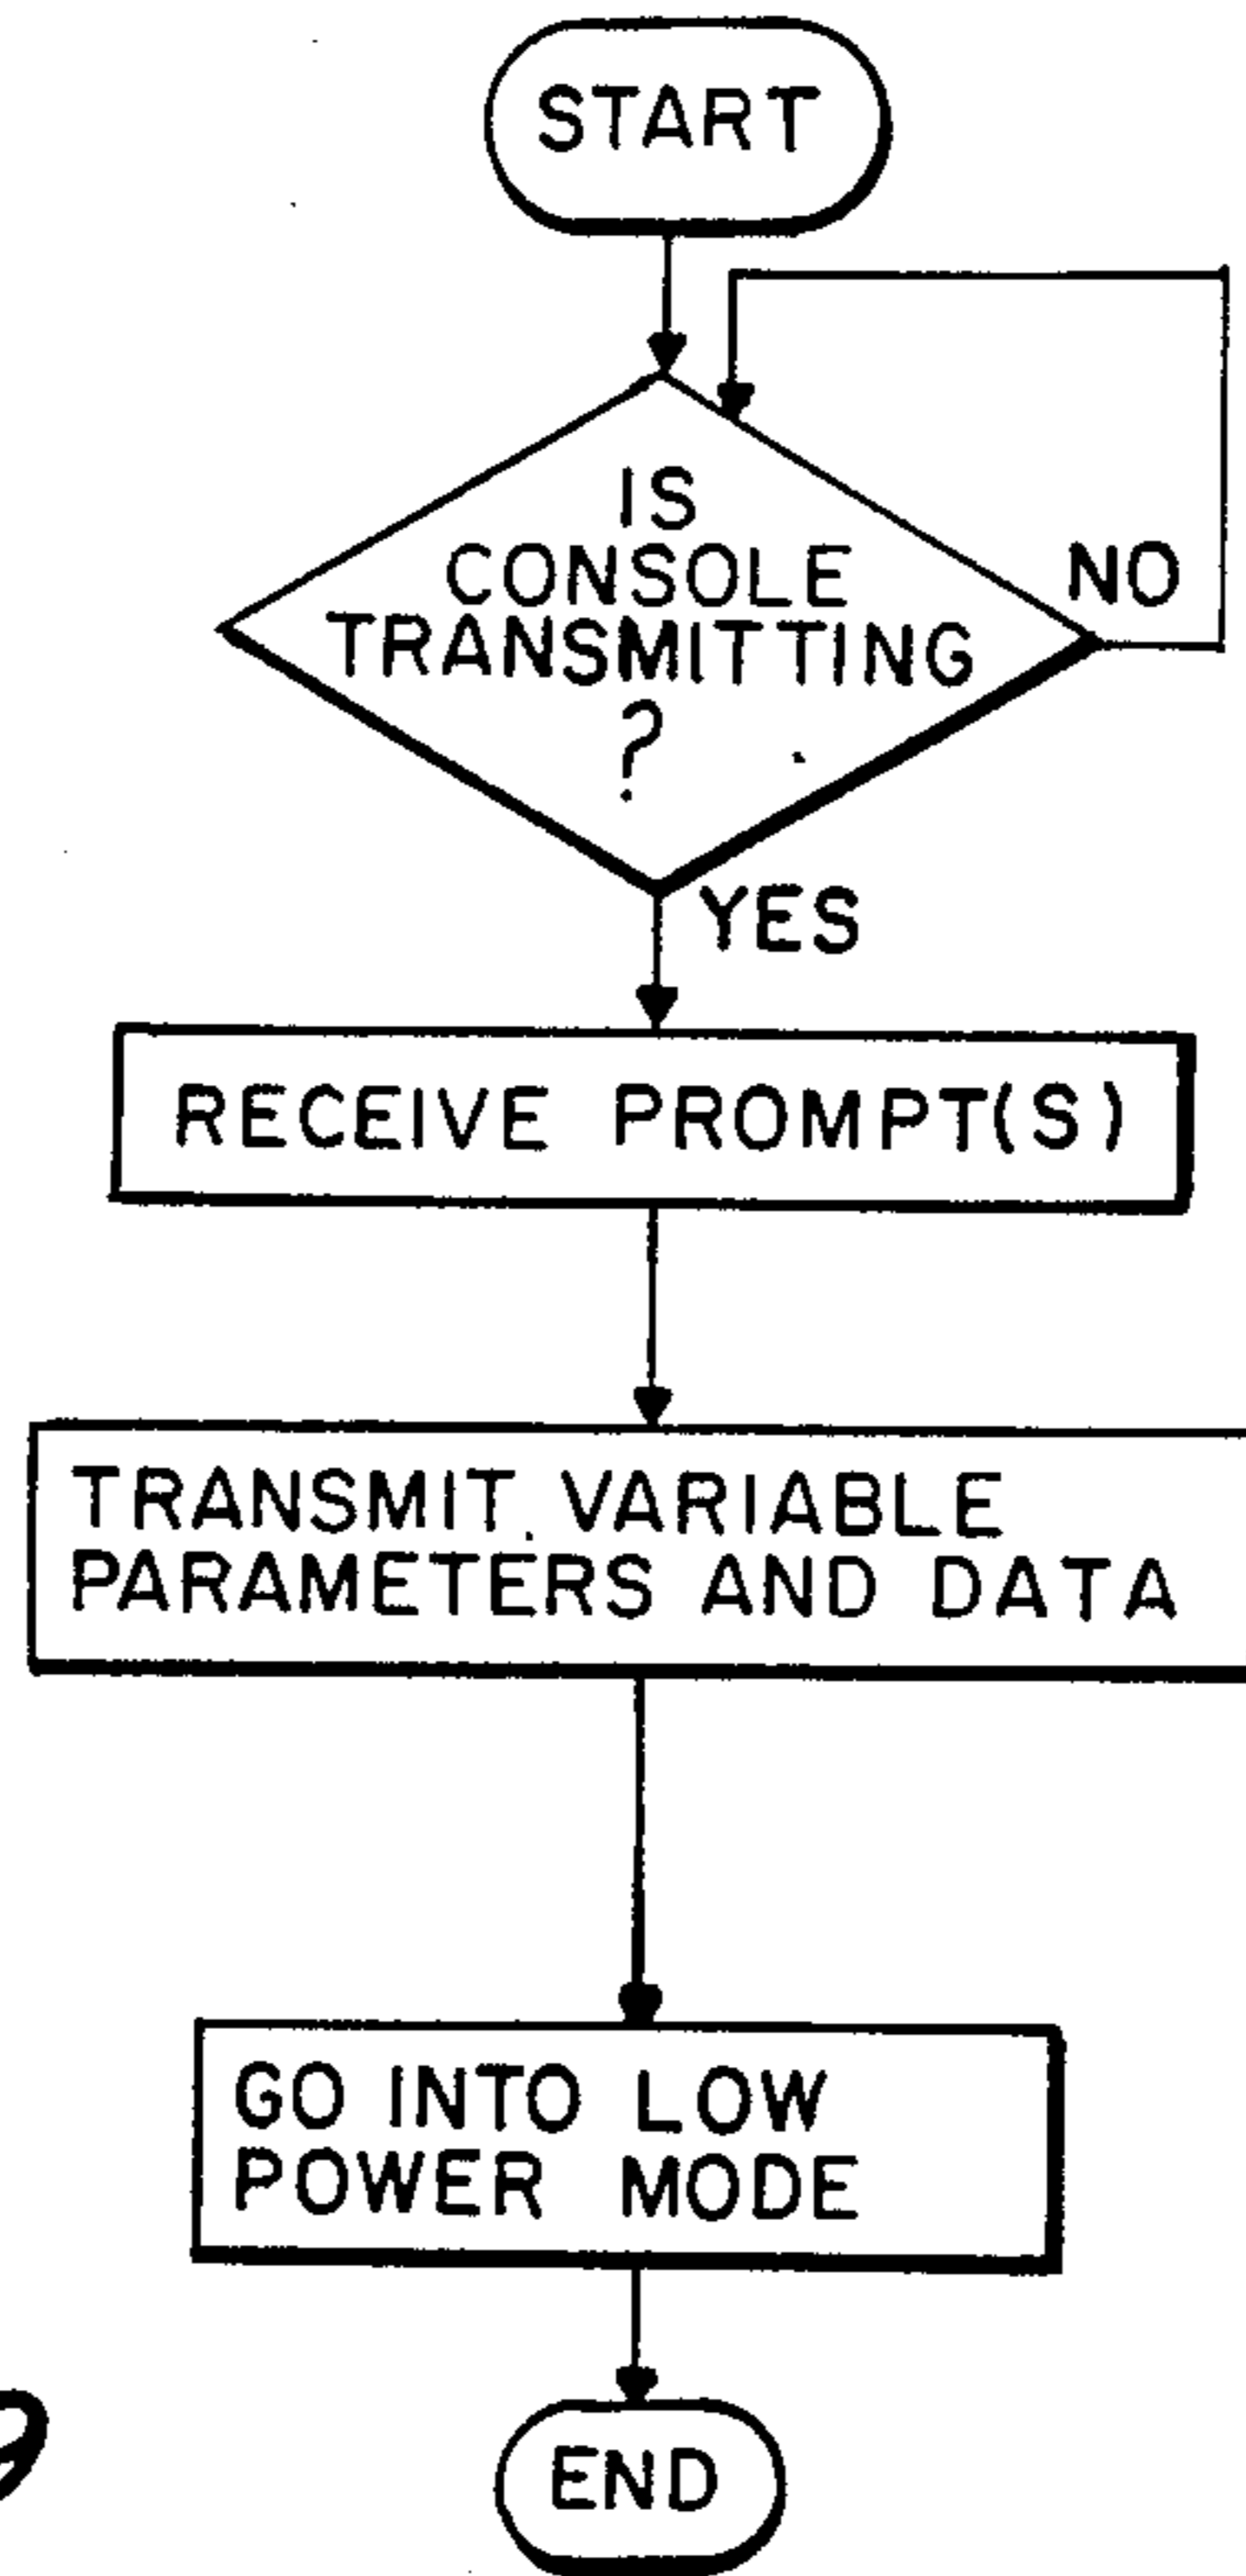 START
IS
CONSOLE
TRANSMITTING
?
NO
YES
RECEIVE PROMPT(S)
TRANSMIT VARIABLE
PARAMETERS AND DATA
GO INTO LOW
POWER MODE
END